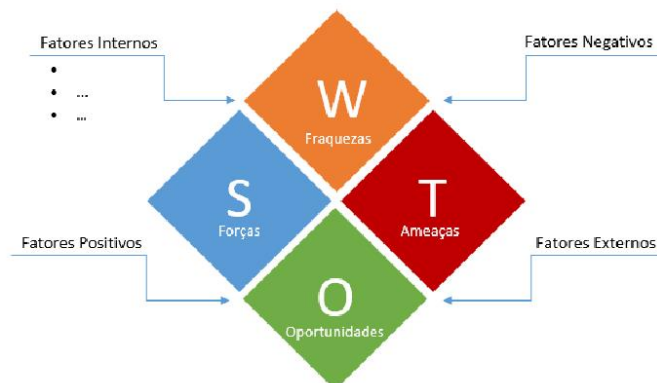 Fatores Internos
•
• ...
• ...
Fatores Negativos
W
Fraquezas
S
Forças
T
Ameaças
Fatores Positivos
Fatores Externos
O
Oportunidades